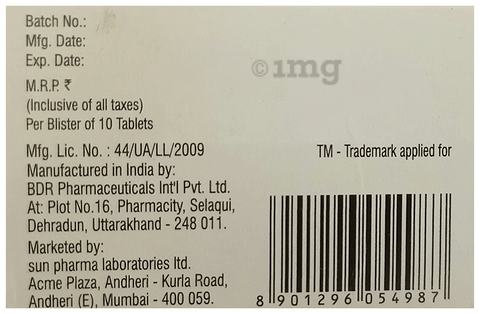 Batch No.:
Mfg. Date:
Exp. Date:
M.R.P. ₹
(Inclusive of all taxes)
Per Blister of 10 Tablets
Mfg. Lic. No. : 44/UA/LL/2009
Manufactured in India by:
BDR Pharmaceuticals Int'l Pvt. Ltd.
At: Plot No.16, Pharmacity, Selaqui,
Dehradun, Uttarakhand - 248 011.
Marketed by:
sun pharma laboratories ltd.
Acme Plaza, Andheri - Kurla Road,
Andheri (E), Mumbai - 400 059.
©1mg
TM - Trademark applied for
8 901296 054987